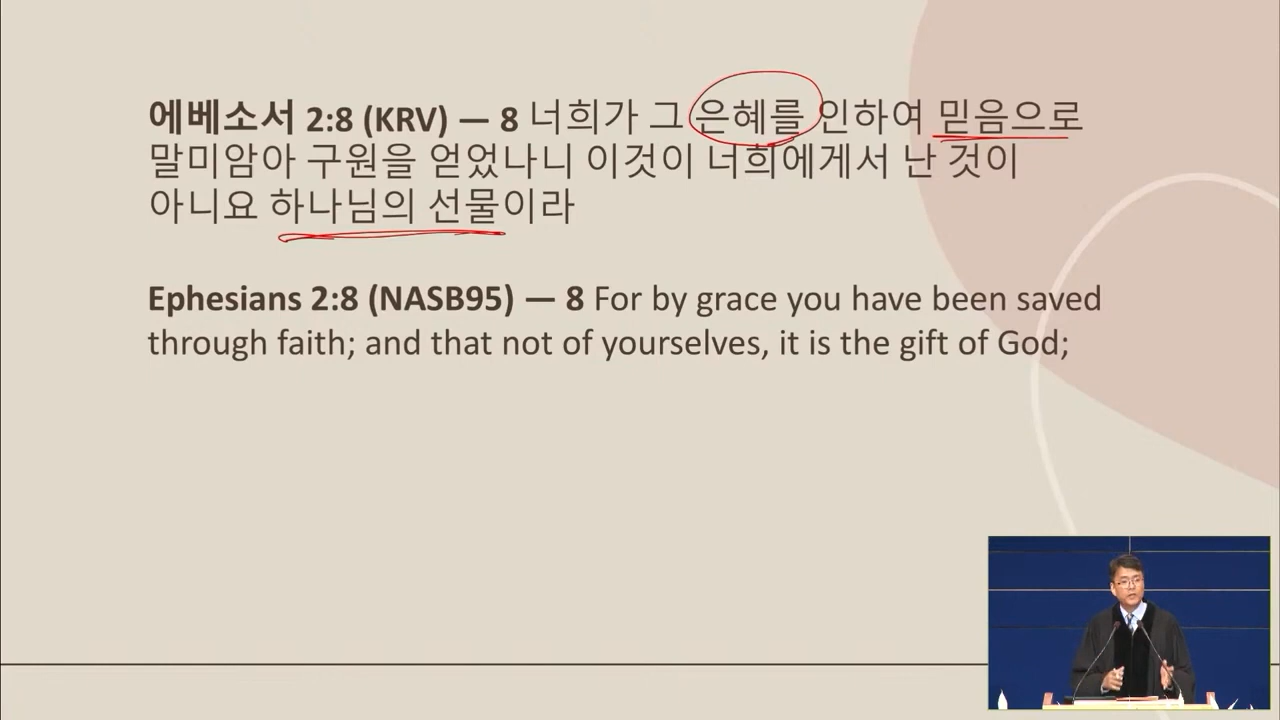 에베소서 2:8 (KRV) — 8 너희가 그 은혜를 인하여 믿음으로
말미암아 구원을 얻었나니 이것이 너희에게서 난 것이
아니요 하나님의 선물이라
Ephesians 2:8 (NASB95) — 8 For by grace you have been saved
through faith; and that not of yourselves, it is the gift of God;